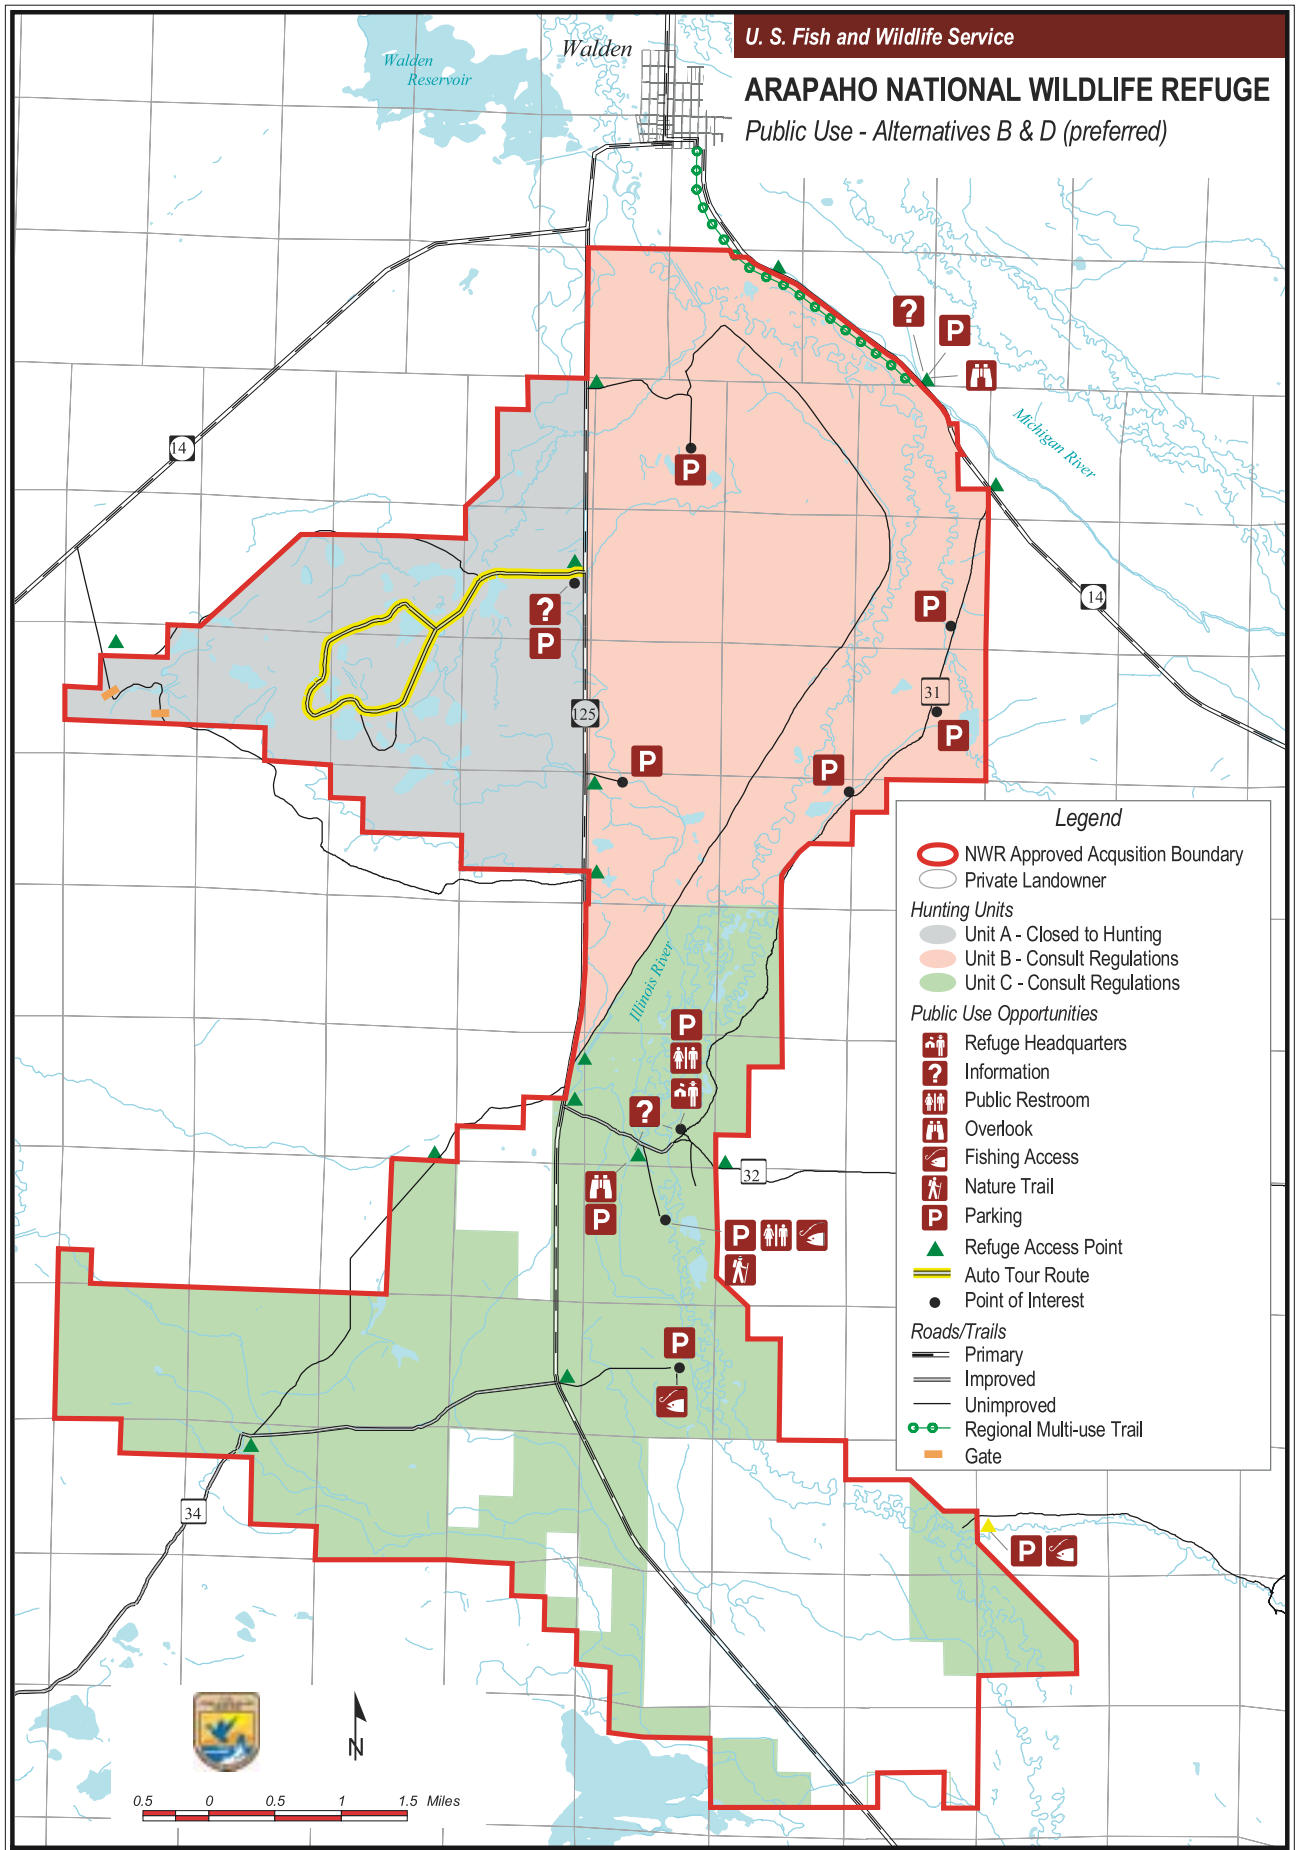 U. S. Fish and Wildlife Service
ARAPAHO NATIONAL WILDLIFE REFUGE
Public Use - Alternatives B & D (preferred)
Walden
Walden
Reservoir
?
P
Michigan River
14
P
14
?
P
P
31
125
P
P
P
Illinois River
P
?
32
P
P
P
34
P
Legend
NWR Approved Acqusition Boundary
Private Landowner
Hunting Units
Unit A - Closed to Hunting
Unit B - Consult Regulations
Unit C - Consult Regulations
Public Use Opportunities
Refuge Headquarters
? Information
Public Restroom
Overlook
Fishing Access
Nature Trail
P Parking
Refuge Access Point
Auto Tour Route
Point of Interest
Roads/Trails
Primary
Improved
Unimproved
Regional Multi-use Trail
Gate
N
0.5 0 0.5 1 1.5 Miles